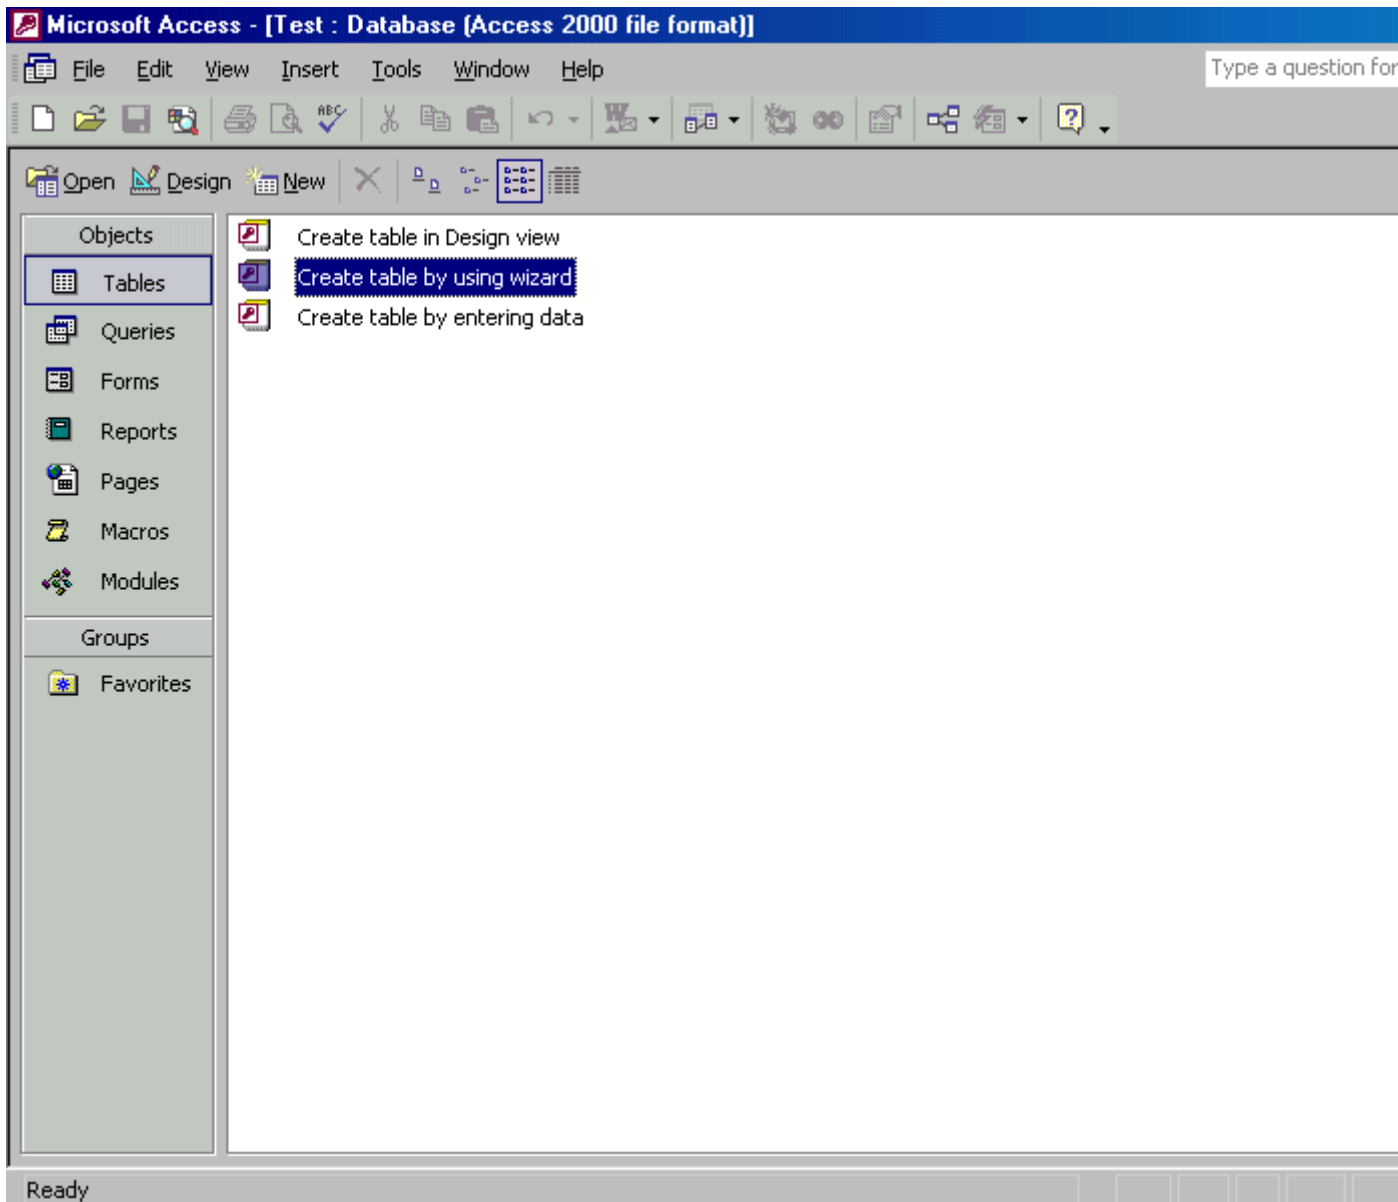 Microsoft Access - [Test : Database (Access 2000 file format)]
File Edit View Insert Tools Window Help
Type a question for
ABC
Open Design New
Objects
Tables
Queries
Forms
Reports
Pages
Macros
Modules
Groups
Favorites
Create table in Design view
Create table by using wizard
Create table by entering data
Ready